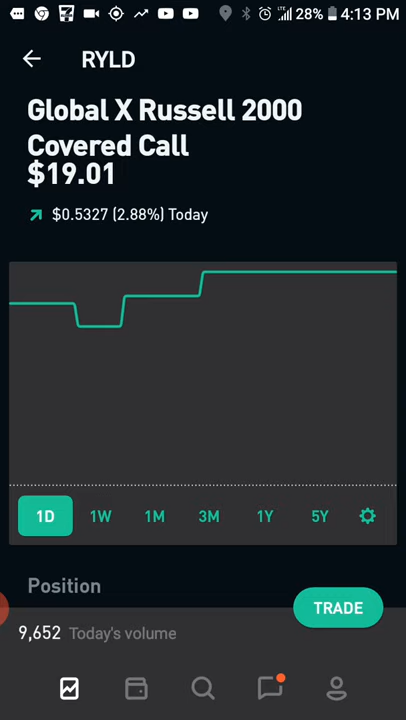 LTE 28% 4:13 PM
RYLD
Global X Russell 2000
Covered Call
$19.01
$0.5327 (2.88%) Today
1D 1W 1M 3M 1Y 5Y
Position
TRADE
9,652 Today's volume